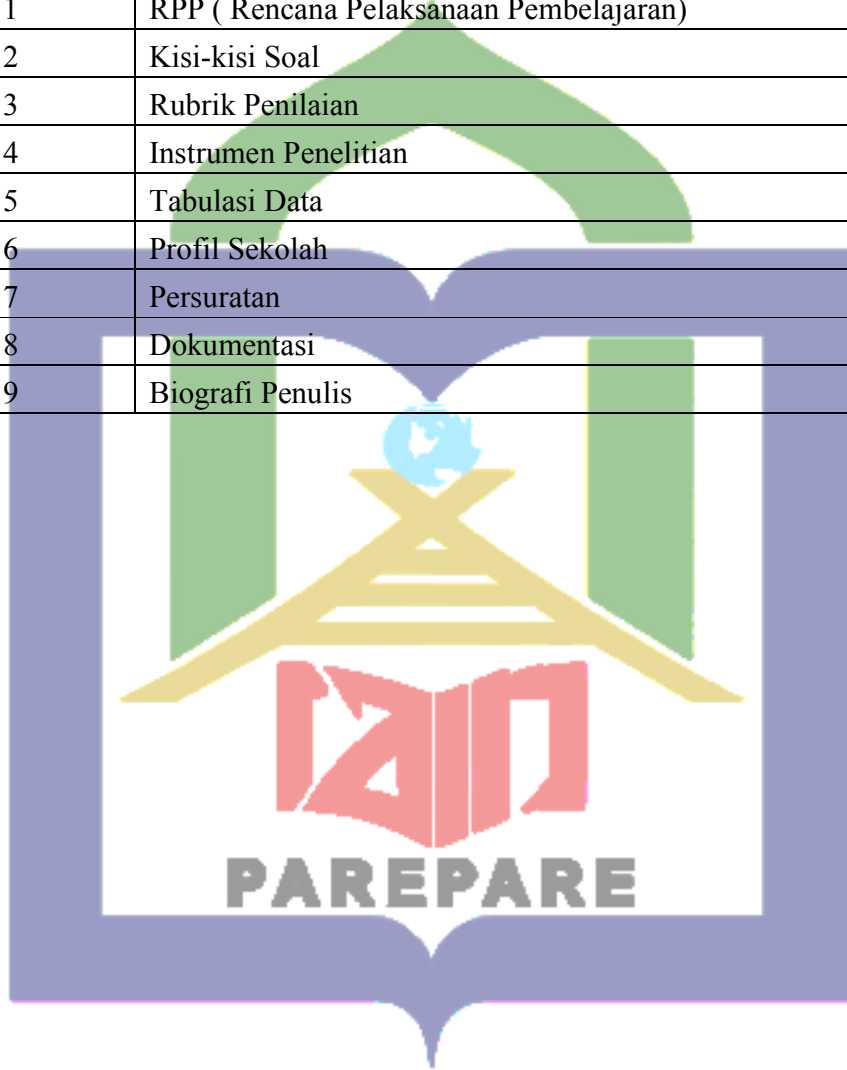 1 RPP ( Rencana Pelaksanaan Pembelajaran)
2 Kisi-kisi Soal
3 Rubrik Penilaian
4 Instrumen Penelitian
5 Tabulasi Data
6 Profil Sekolah
7 Persuratan
8 Dokumentasi
9 Biografi Penulis
iain
PAREPARE